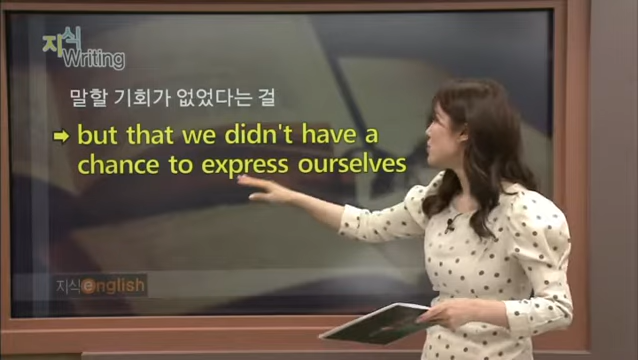 지식
Writing
말할 기회가 없었다는 걸
➡ but that we didn't have a
chance to express ourselves
지식english